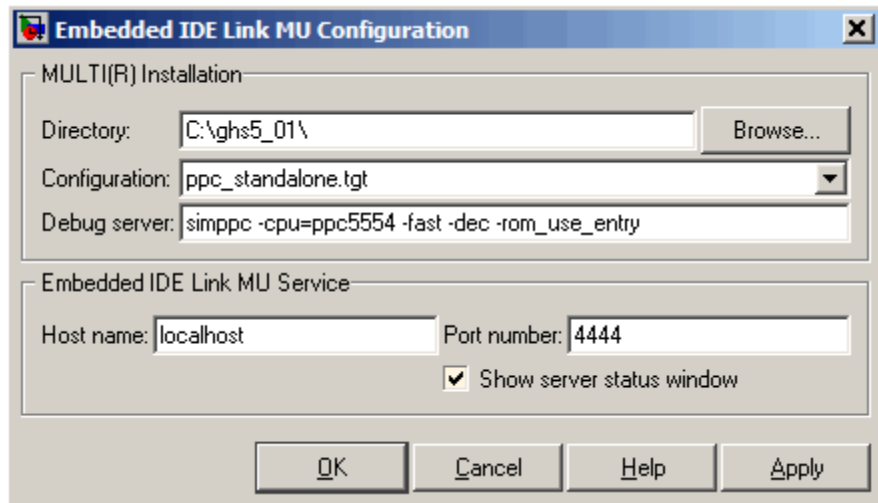 Embedded IDE Link MU Configuration
MULTI(R) Installation
Directory: C:\ghs5_01\ Browse...
Configuration: ppc_standalone.tgt
Debug server: simppc -cpu=ppc5554 -fast -dec -rom_use_entry
Embedded IDE Link MU Service
Host name: localhost Port number: 4444
Show server status window
OK Cancel Help Apply